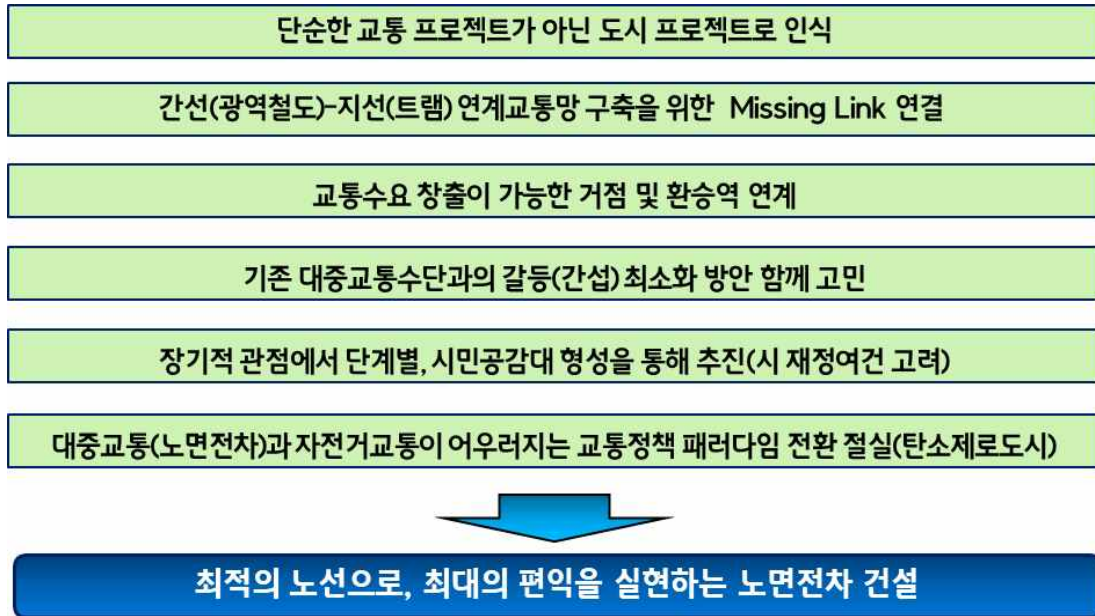 단순한 교통 프로젝트가 아닌 도시 프로젝트로 인식
간선(광역철도)-지선(트램) 연계교통망 구축을 위한 Missing Link 연결
교통수요 창출이 가능한 거점 및 환승역 연계
기존 대중교통수단과의 갈등(간섭) 최소화 방안 함께 고민
장기적 관점에서 단계별, 시민공감대 형성을 통해 추진(시 재정여건 고려)
대중교통(노면전차)과 자전거교통이 어우러지는 교통정책 패러다임 전환 절실(탄소제로도시)
최적의 노선으로, 최대의 편익을 실현하는 노면전차 건설